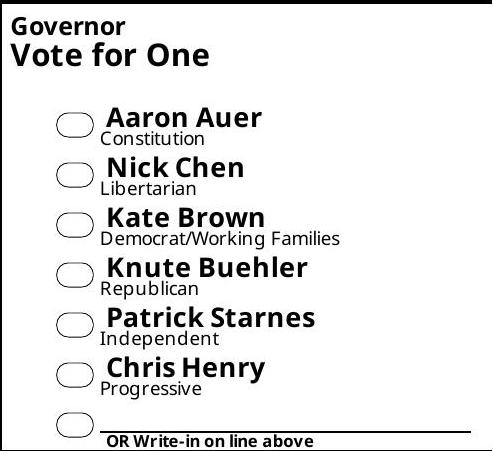 Governor
Vote for One
Aaron Auer
Constitution
Nick Chen
Libertarian
Kate Brown
Democrat/Working Families
Knute Buehler
Republican
Patrick Starnes
Independent
Chris Henry
Progressive
OR Write-in on line above